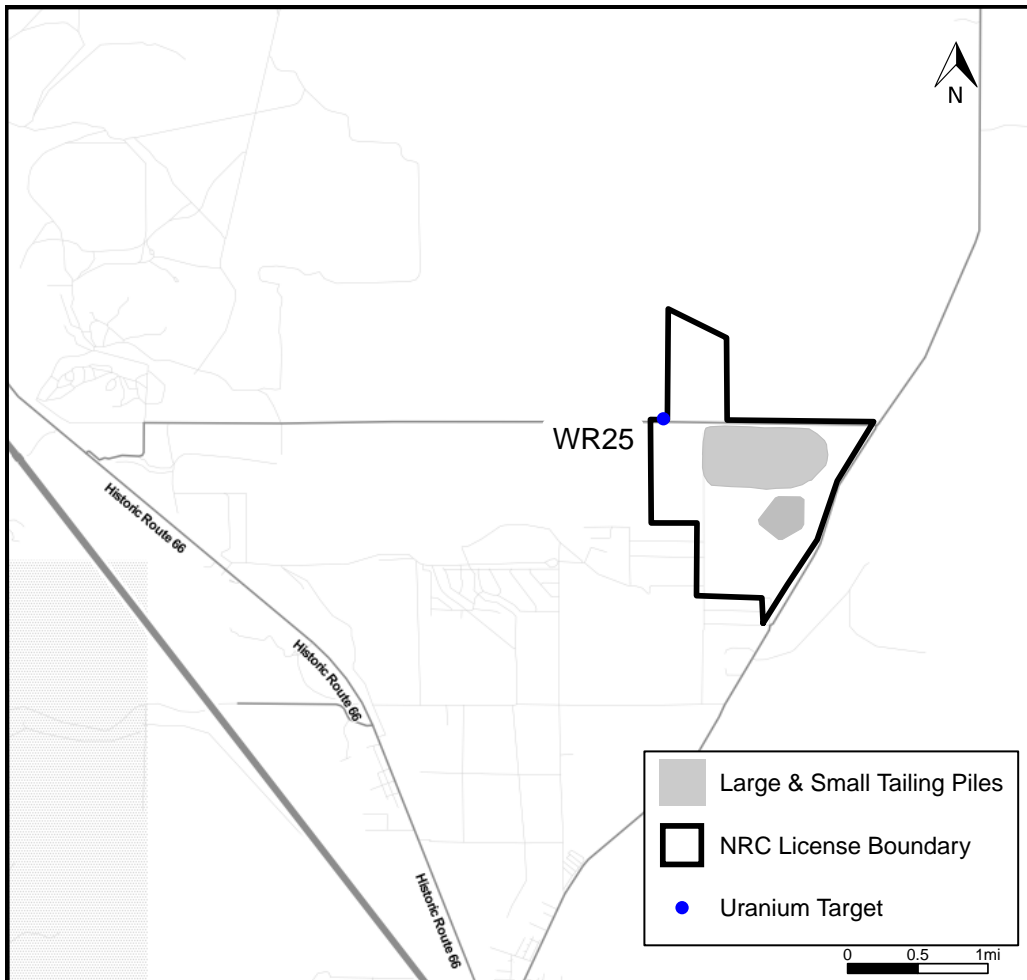 N
WR25
Historic Route 66
Historic Route 66
Historic Route 66
Large & Small Tailing Piles
NRC License Boundary
Uranium Target
0 0.5 1mi